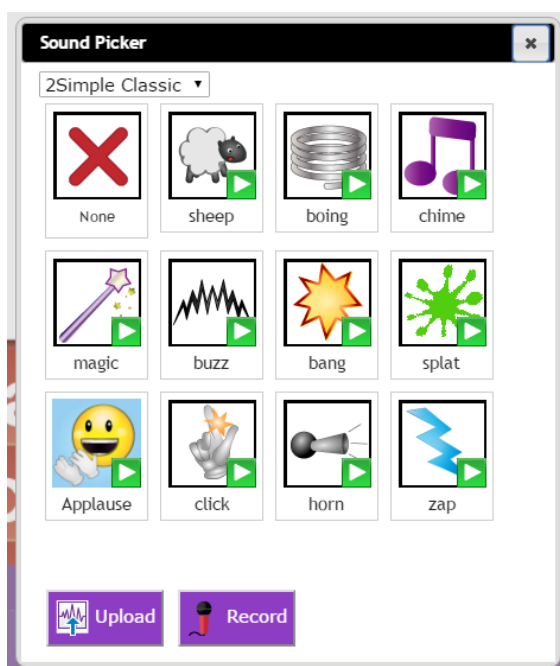 Sound Picker
2Simple Classic
None sheep boing chime
magic buzz bang splat
Applause click horn zap
Upload Record